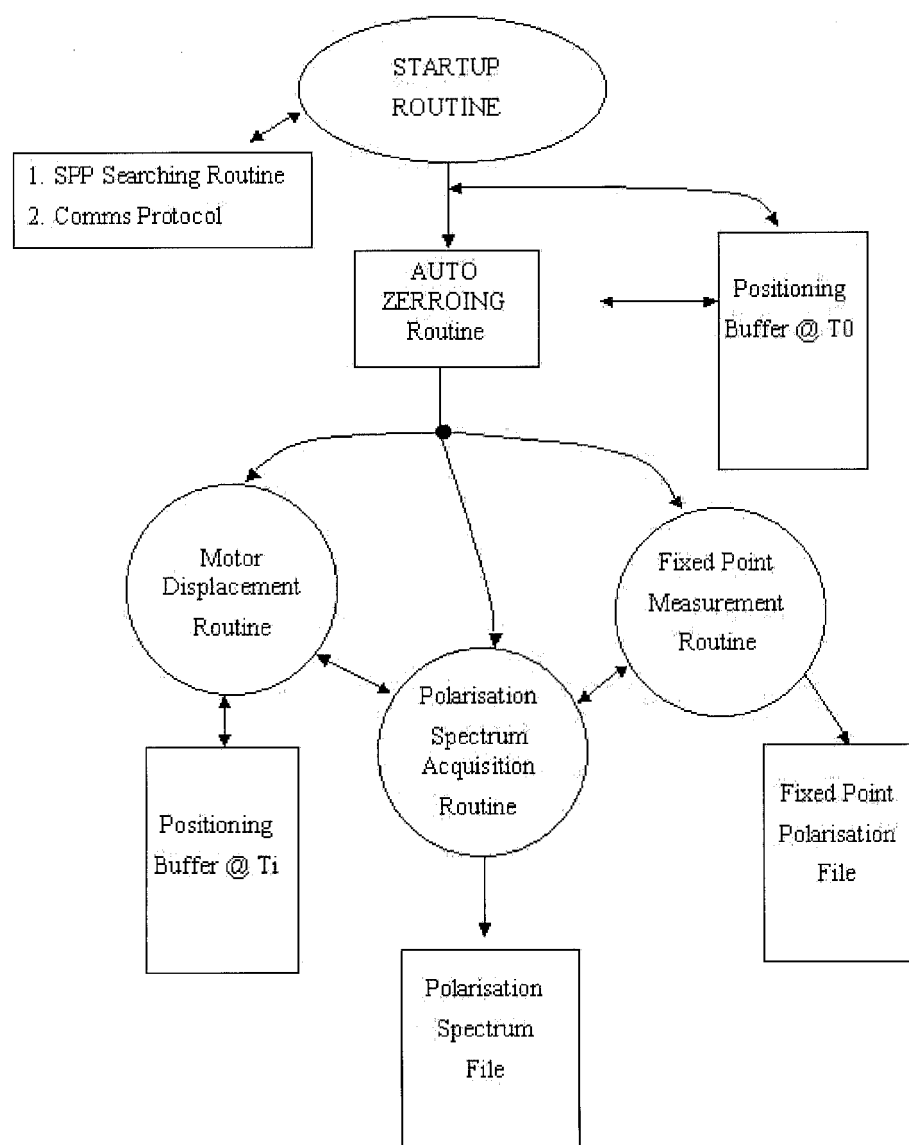 STARTUP
ROUTINE
1. SPP Searching Routine
2. Comms Protocol
AUTO
ZERROING
Routine
Positioning
Buffer @ T0
Motor
Displacement
Routine
Fixed Point
Measurement
Routine
Polarisation
Spectrum
Acquisition
Routine
Positioning
Buffer @ Ti
Fixed Point
Polarisation
File
Polarisation
Spectrum
File